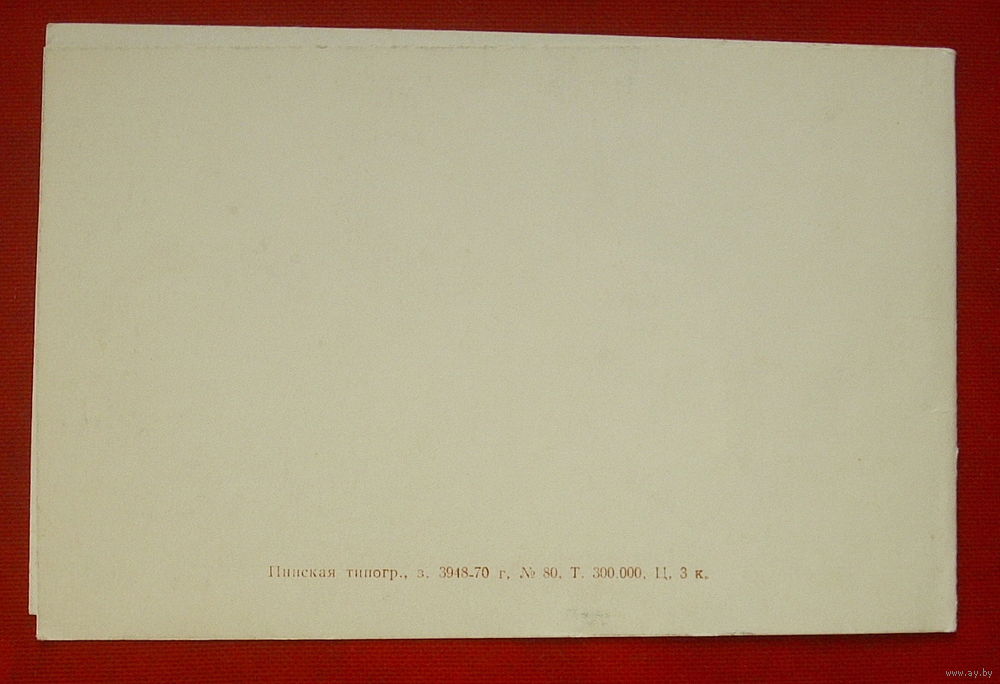 Пинская типогр., з. 3948-70 г, № 80. Т. 300.000. Ц. 3 к.
www.ay.by